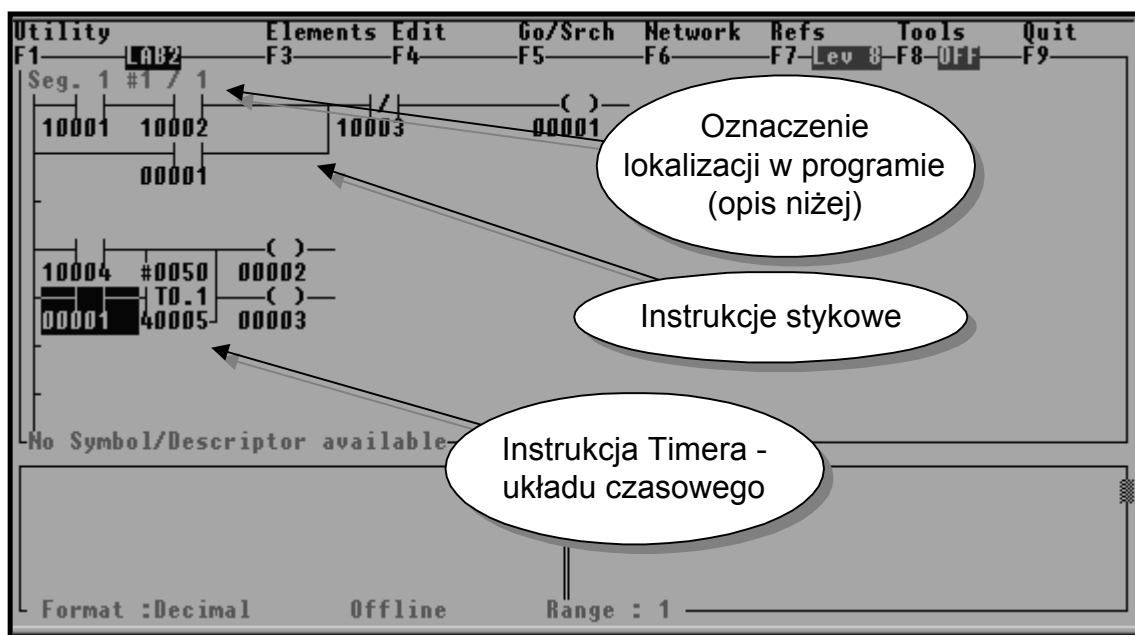 Utility Elements Edit Go/Srch Network Refs Tools Quit
F1 LAB2 F3 F4 F5 F6 F7 Lev 8 F8 OFF F9
Seg. 1 #1 / 1
10001 10002 10003 00001
00001
10004 #0050 00002
T0.1
00001 40005 00003
No Symbol/Descriptor available
Format :Decimal Offline Range : 1
Oznaczenie
lokalizacji w programie
(opis niżej)
Instrukcje stykowe
Instrukcja Timera -
układu czasowego